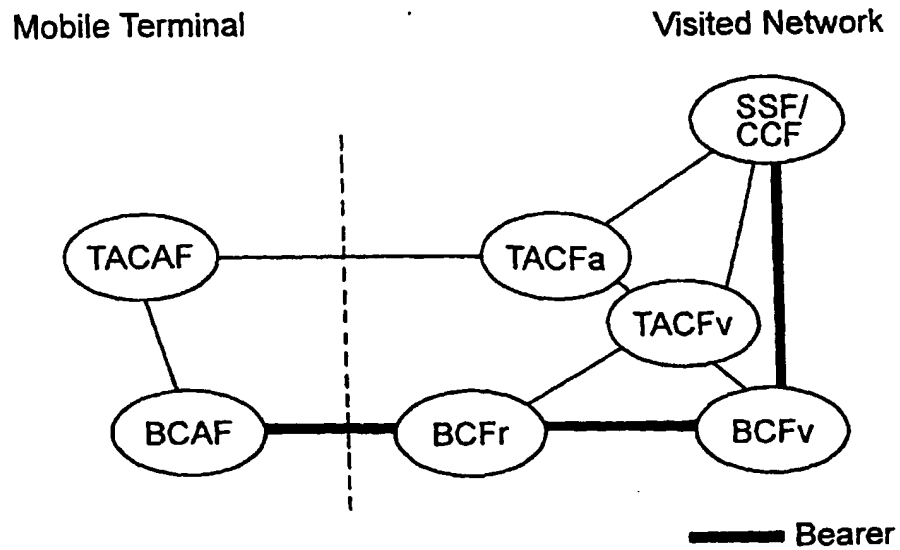 Mobile Terminal
Visited Network
SSF/
CCF
TACAF
TACFa
TACFv
BCAF
BCFr
BCFv
Bearer